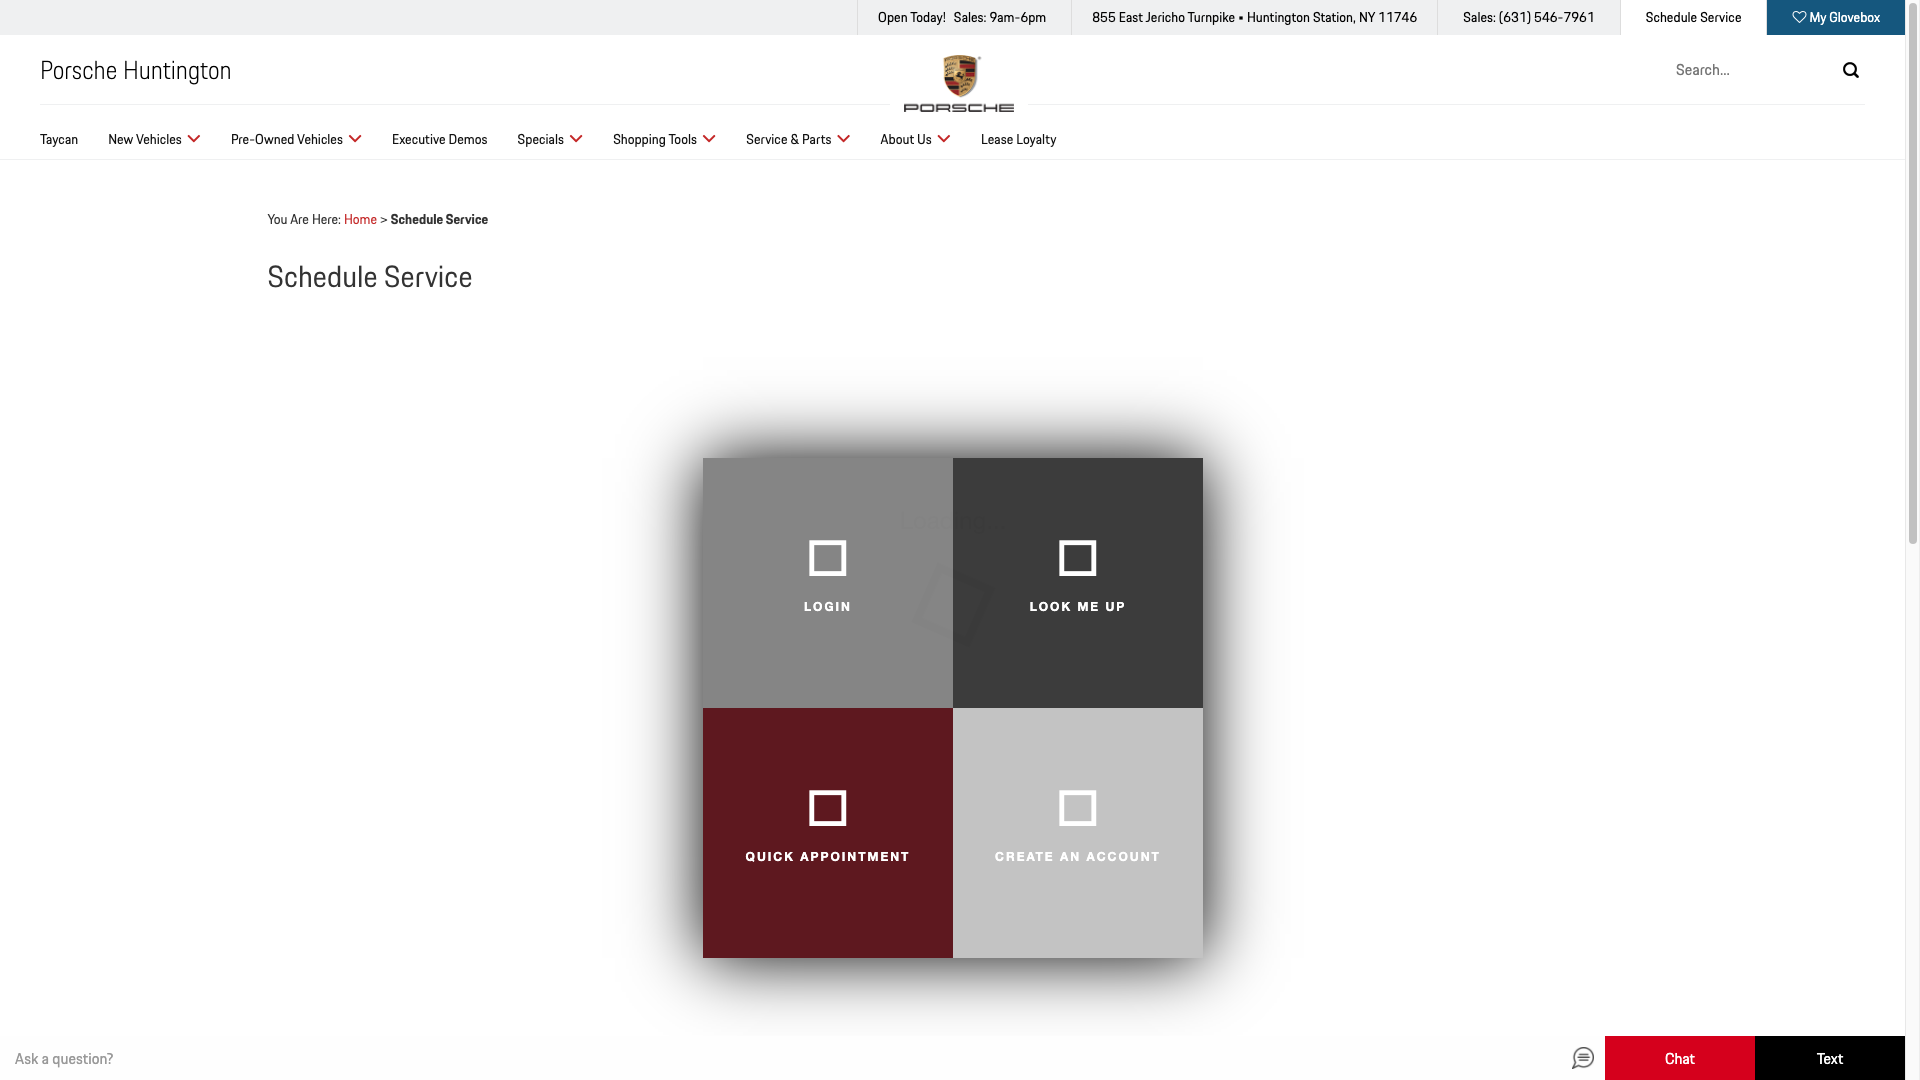 Open Today! Sales: 9am-6pm
855 East Jericho Turnpike • Huntington Station, NY 11746
Sales: (631) 546-7961
Schedule Service
My Glovebox
Porsche Huntington
PORSCHE
Search...
Taycan
New Vehicles
Pre-Owned Vehicles
Executive Demos
Specials
Shopping Tools
Service & Parts
About Us
Lease Loyalty
You Are Here: Home > Schedule Service
Schedule Service
LOGIN
LOOK ME UP
QUICK APPOINTMENT
CREATE AN ACCOUNT
Ask a question?
Chat
Text